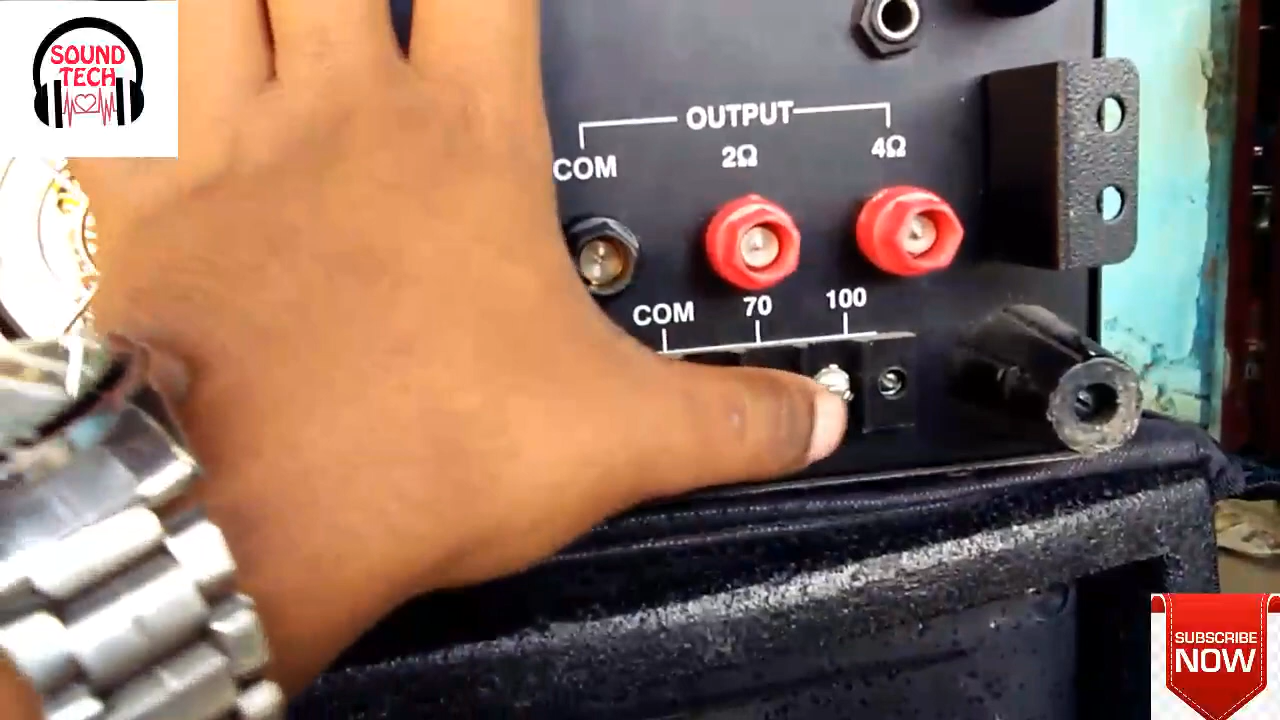 SOUND
TECH
OUTPUT
COM 2Ω 4Ω
COM 70 100
SUBSCRIBE
NOW